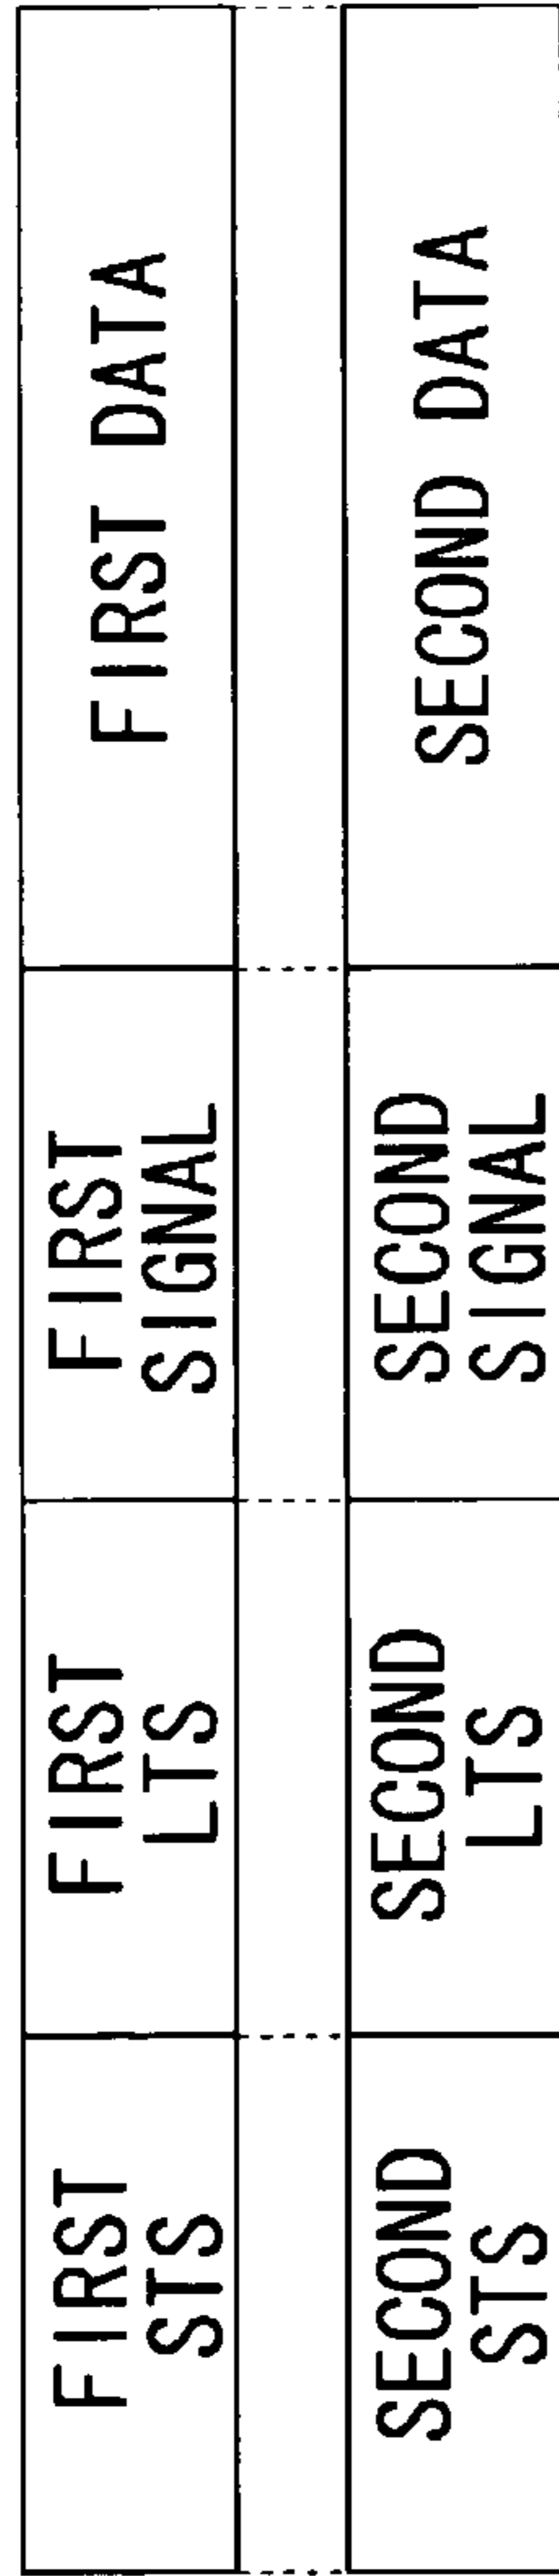 FIRST
STS
FIRST
LTS
FIRST
SIGNAL
FIRST DATA
SECOND
STS
SECOND
LTS
SECOND
SIGNAL
SECOND DATA